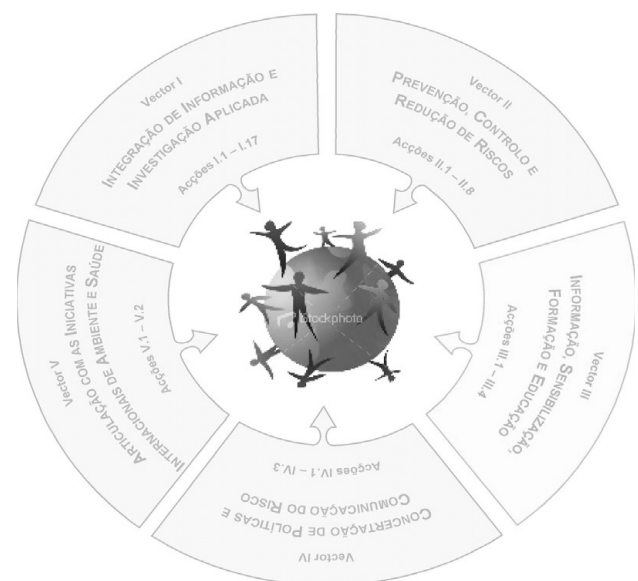 Vector I
INTEGRAÇÃO DE INFORMAÇÃO E
INVESTIGAÇÃO APLICADA
Acções I.1 – I.17
Vector II
PREVENÇÃO, CONTROLO E
REDUÇÃO DE RISCOS
Acções II.1 – II.8
Vector III
INFORMAÇÃO, SENSIBILIZAÇÃO,
FORMAÇÃO E EDUCAÇÃO
Acções III.1 – II.4
Vector IV
CONCERTAÇÃO DE POLÍTICAS E
COMUNICAÇÃO DO RISCO
Acções IV.1 – IV.3
Vector V
ARTICULAÇÃO COM AS INICIATIVAS
INTERNACIONAIS DE AMBIENTE E SAÚDE
Acções V.1 – V.2
iStockphoto